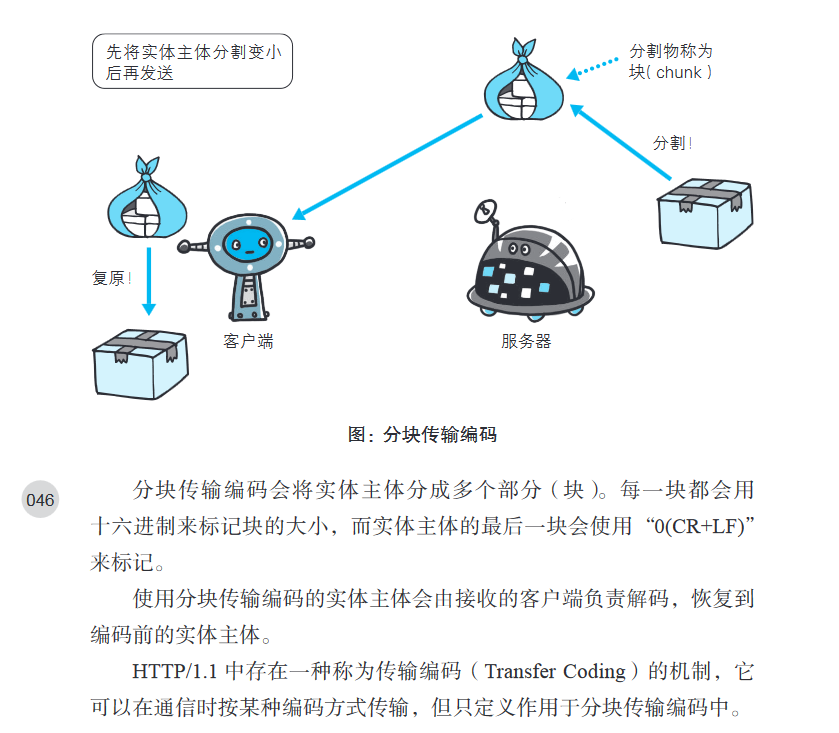 先将实体主体分割变小
后再发送
分割物称为
块(chunk)
分割!
复原!
客户端
服务器
图:分块传输编码
046
分块传输编码会将实体主体分成多个部分(块)。每一块都会用
十六进制来标记块的大小,而实体主体的最后一块会使用“0(CR+LF)”
来标记。
使用分块传输编码的实体主体会由接收的客户端负责解码,恢复到
编码前的实体主体。
HTTP/1.1 中存在一种称为传输编码(Transfer Coding)的机制,它
可以在通信时按某种编码方式传输,但只定义作用于分块传输编码中。